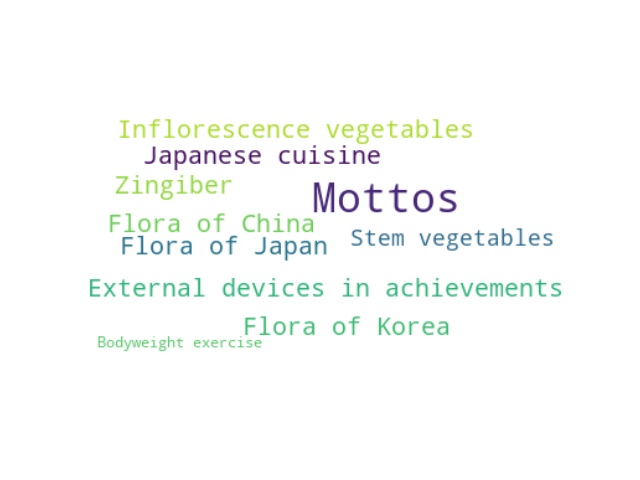 Inflorescence vegetables
Japanese cuisine
Zingiber
Mottos
Flora of China
Flora of Japan
Stem vegetables
External devices in achievements
Flora of Korea
Bodyweight exercise